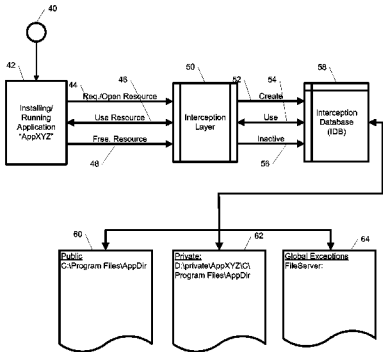 40
42
44
46
50
52
54
58
Installing/
Running
Application
"AppXYZ"
Req./Open Resource
Use Resource
Free. Resource
48
Interception
Layer
Create
Use
Inactive
56
Interception
Database
(IDB)
60
Public
C:\Program Files\AppDir
62
Private:
D:\private\AppXYZ\C\
Program Files\AppDir
64
Global Exceptions
FileServer: